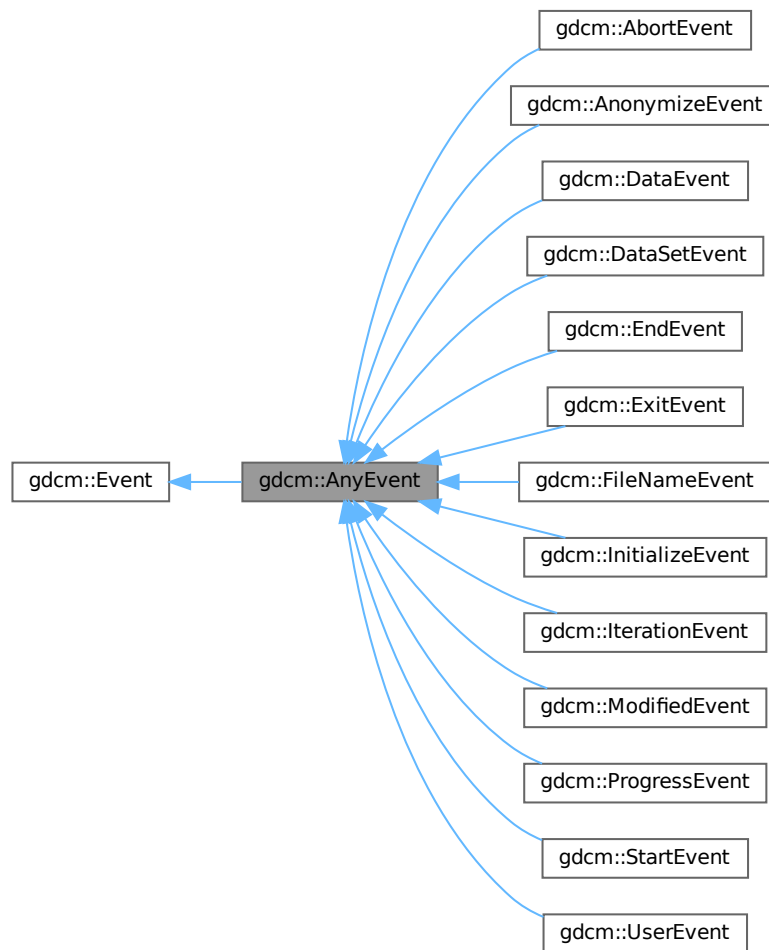 gdcm::AbortEvent
gdcm::AnonymizeEvent
gdcm::DataEvent
gdcm::DataSetEvent
gdcm::EndEvent
gdcm::ExitEvent
gdcm::Event
gdcm::AnyEvent
gdcm::FileNameEvent
gdcm::InitializeEvent
gdcm::IterationEvent
gdcm::ModifiedEvent
gdcm::ProgressEvent
gdcm::StartEvent
gdcm::UserEvent